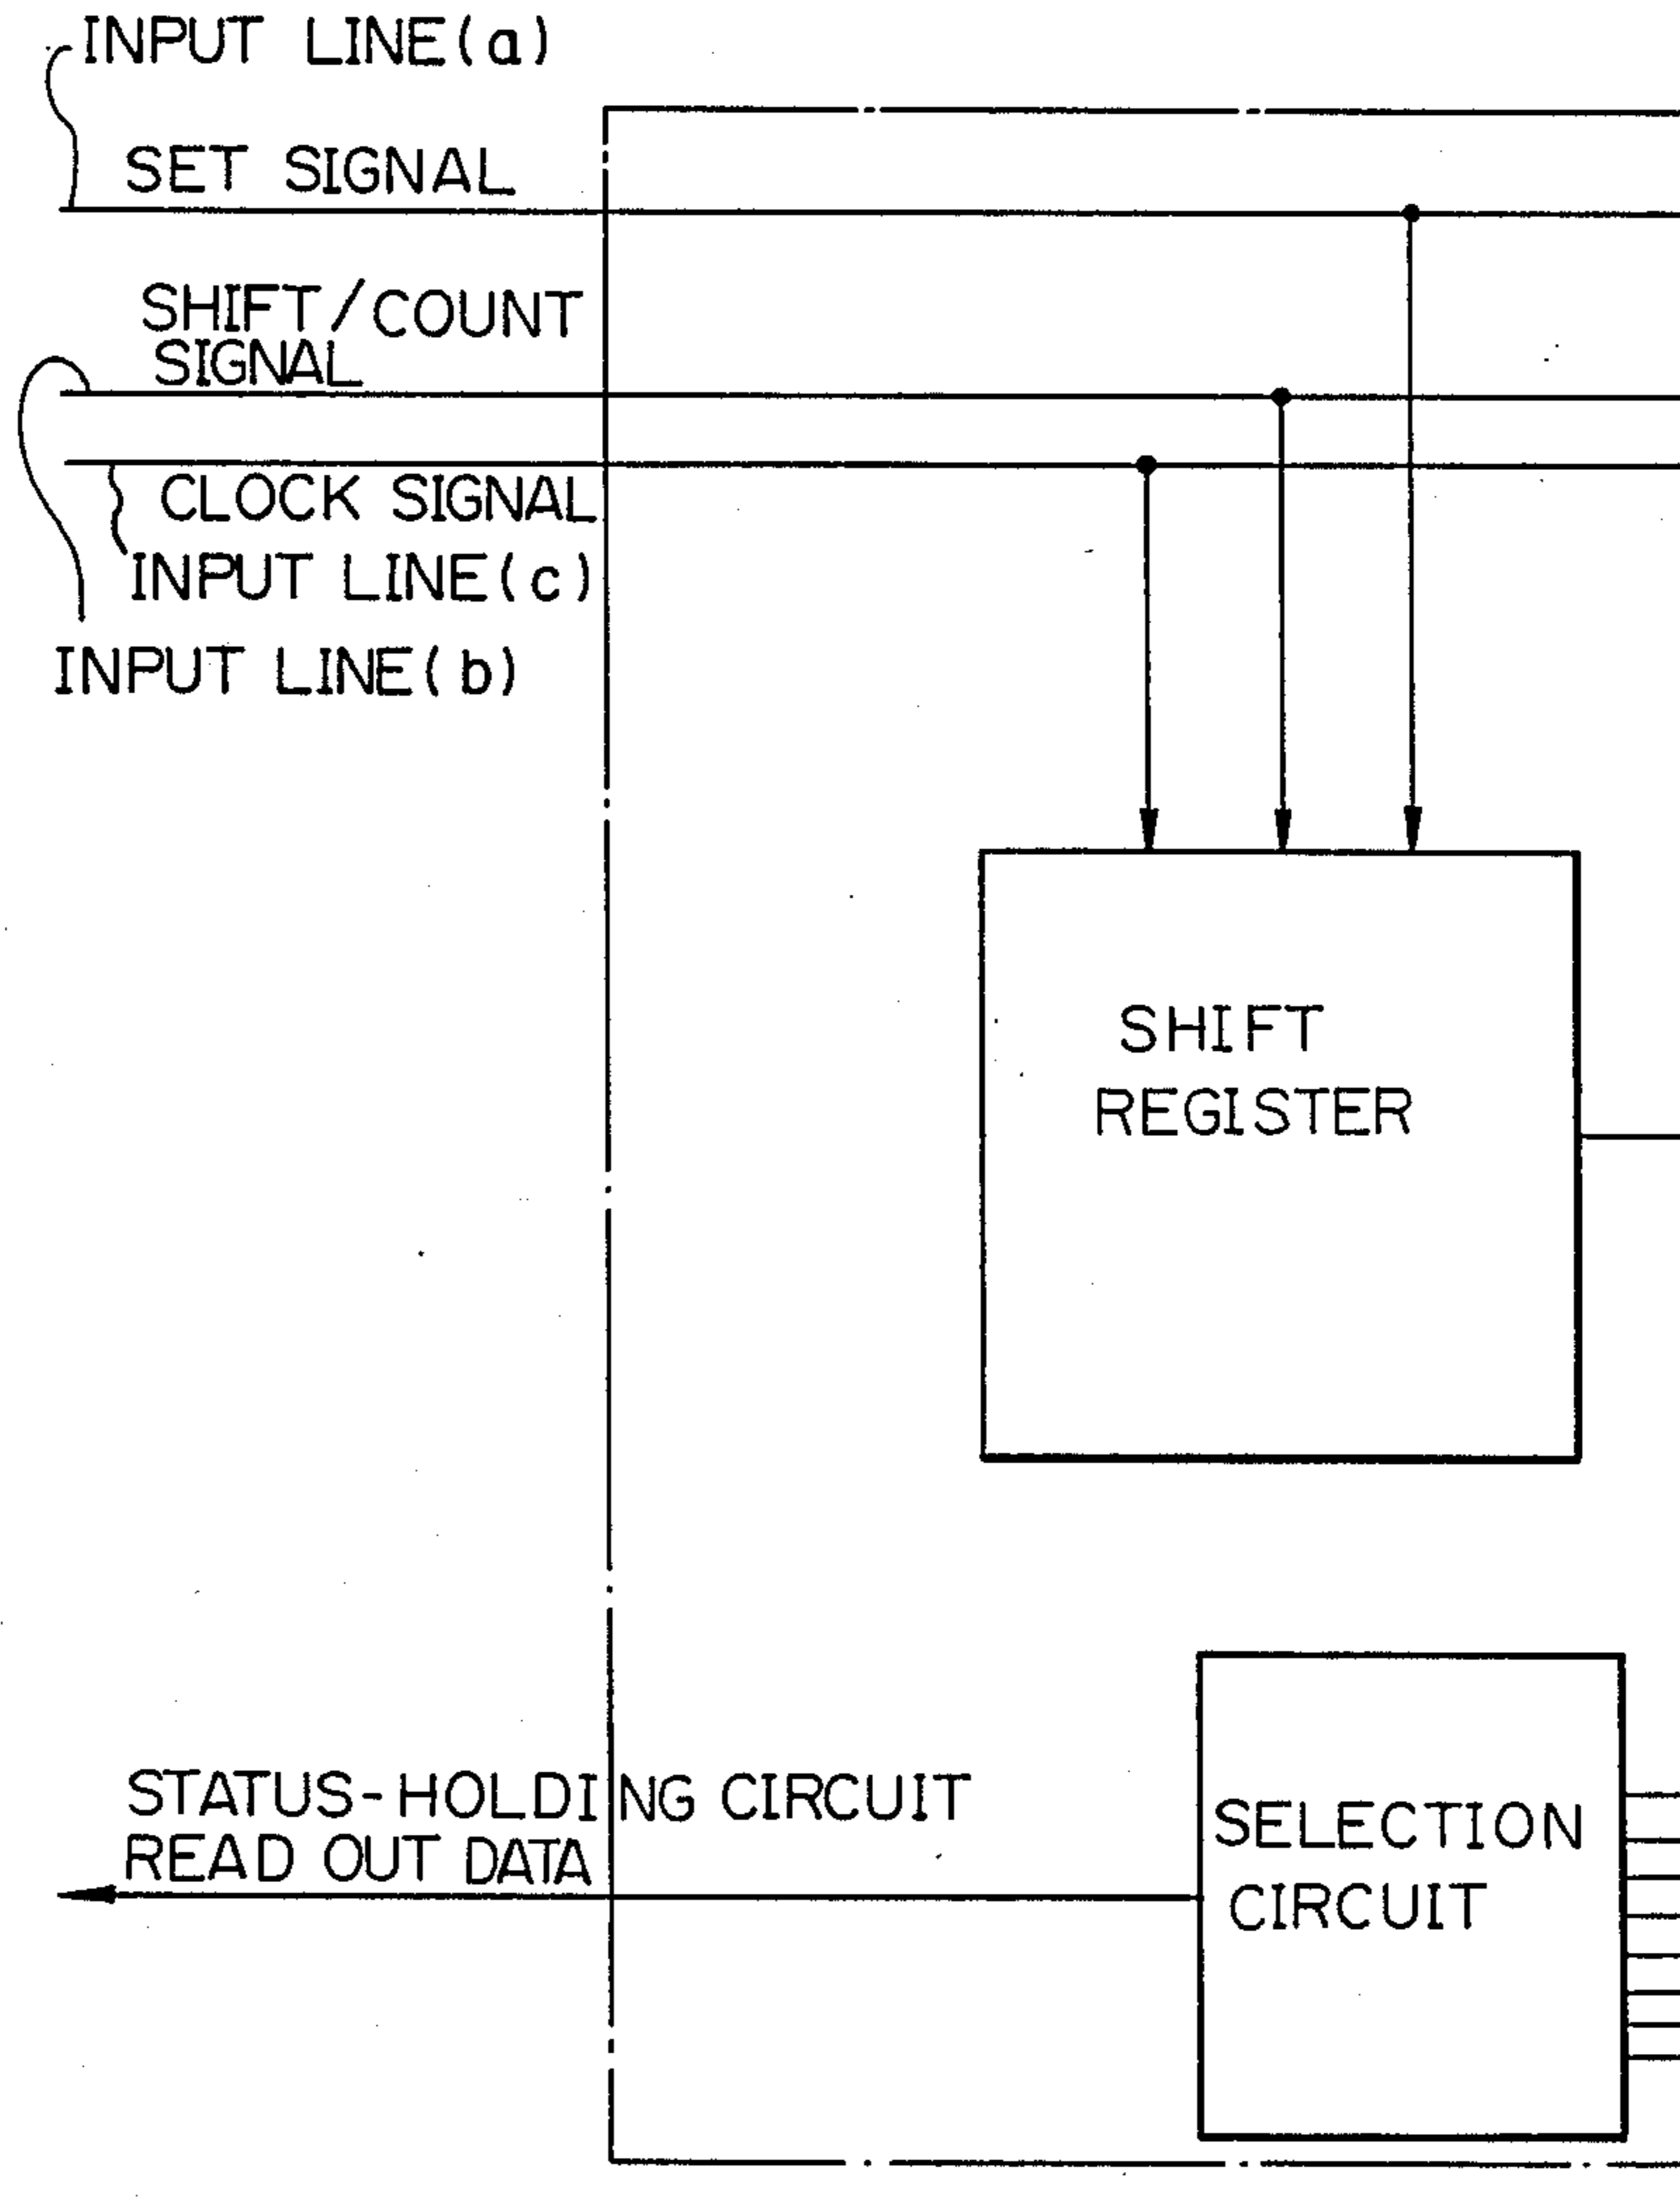 INPUT LINE(a)
SET SIGNAL
SHIFT/COUNT
SIGNAL
CLOCK SIGNAL
INPUT LINE(c)
INPUT LINE(b)
SHIFT
REGISTER
STATUS-HOLDING CIRCUIT
READ OUT DATA
SELECTION
CIRCUIT